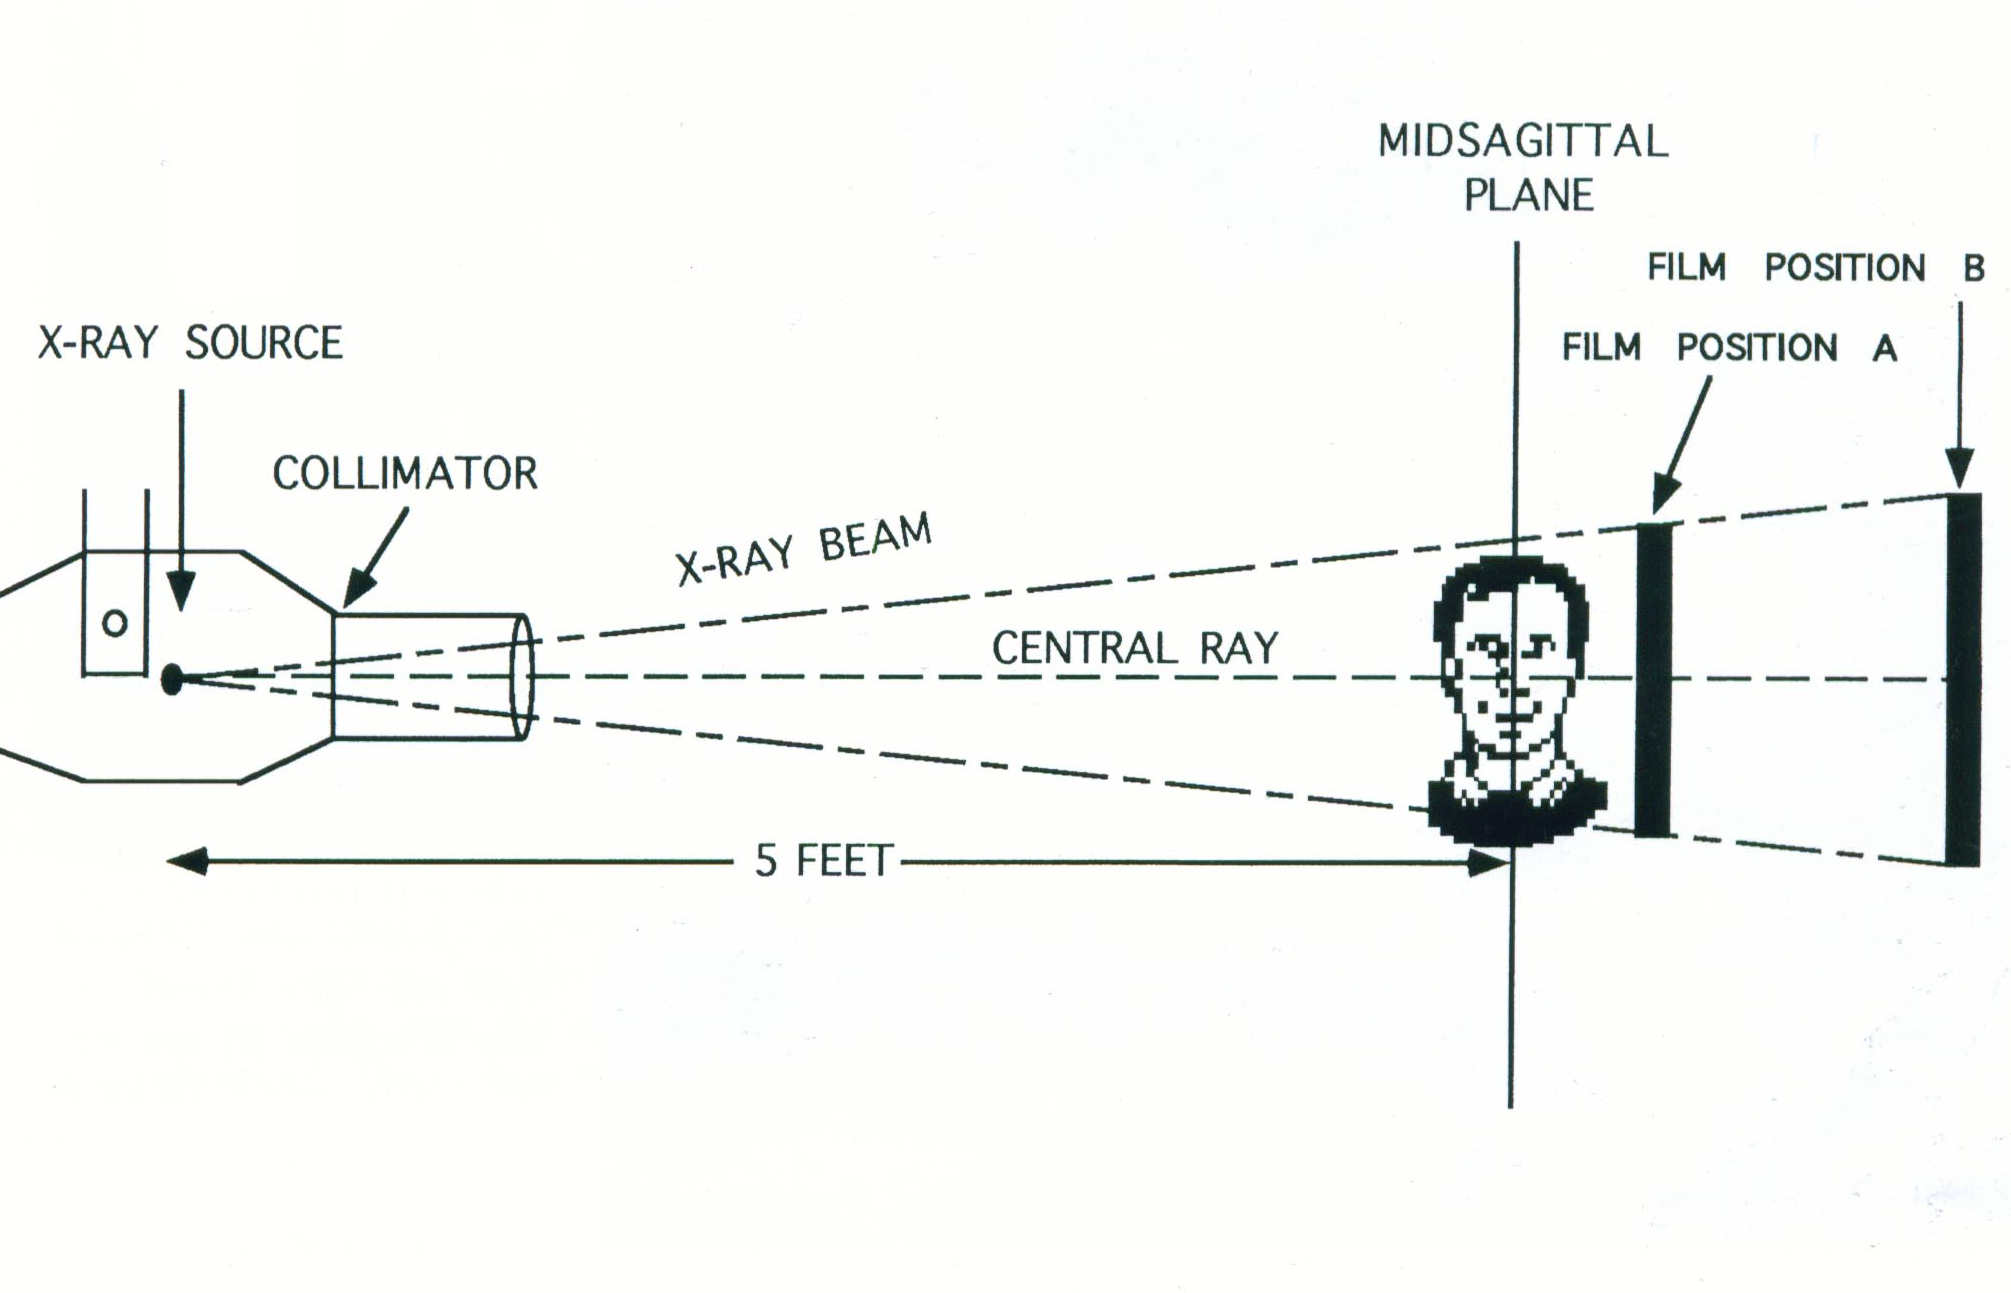 MIDSAGITTAL
PLANE
FILM POSITION B
FILM POSITION A
X-RAY SOURCE
COLLIMATOR
X-RAY BEAM
CENTRAL RAY
5 FEET